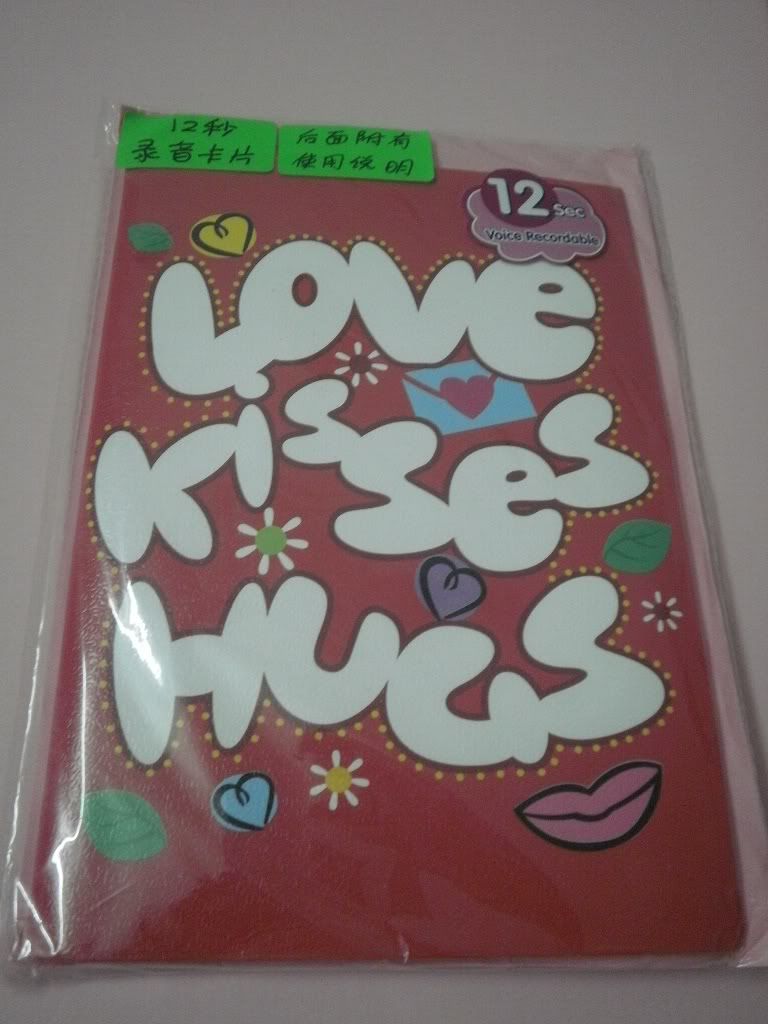 12秒
录音卡片
后面附有
使用说明
12 Sec
Voice Recordable
LOVE
KISSES
HUGS